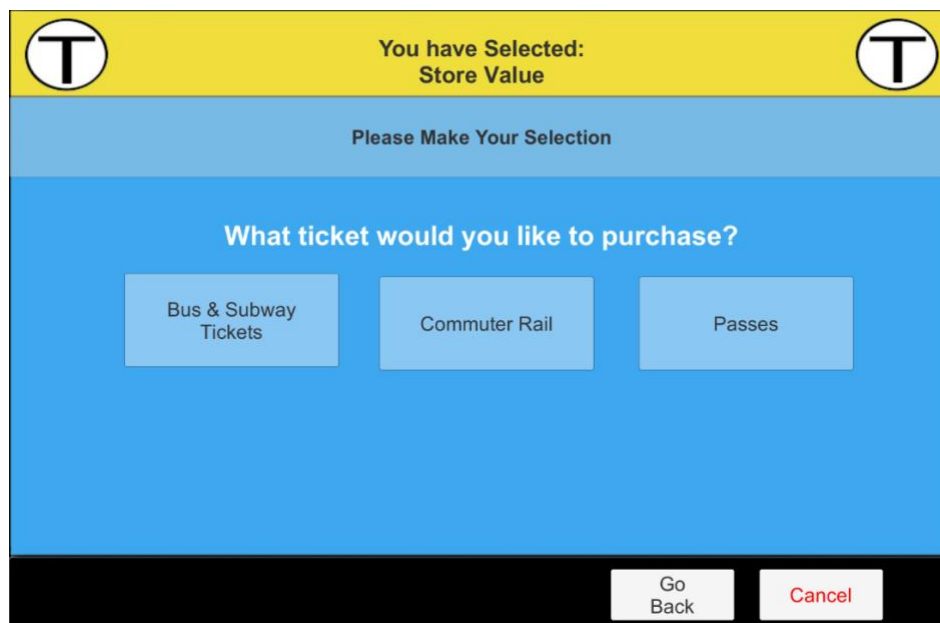 T
You have Selected:
Store Value
T
Please Make Your Selection
What ticket would you like to purchase?
Bus & Subway
Tickets
Commuter Rail
Passes
Go
Back
Cancel